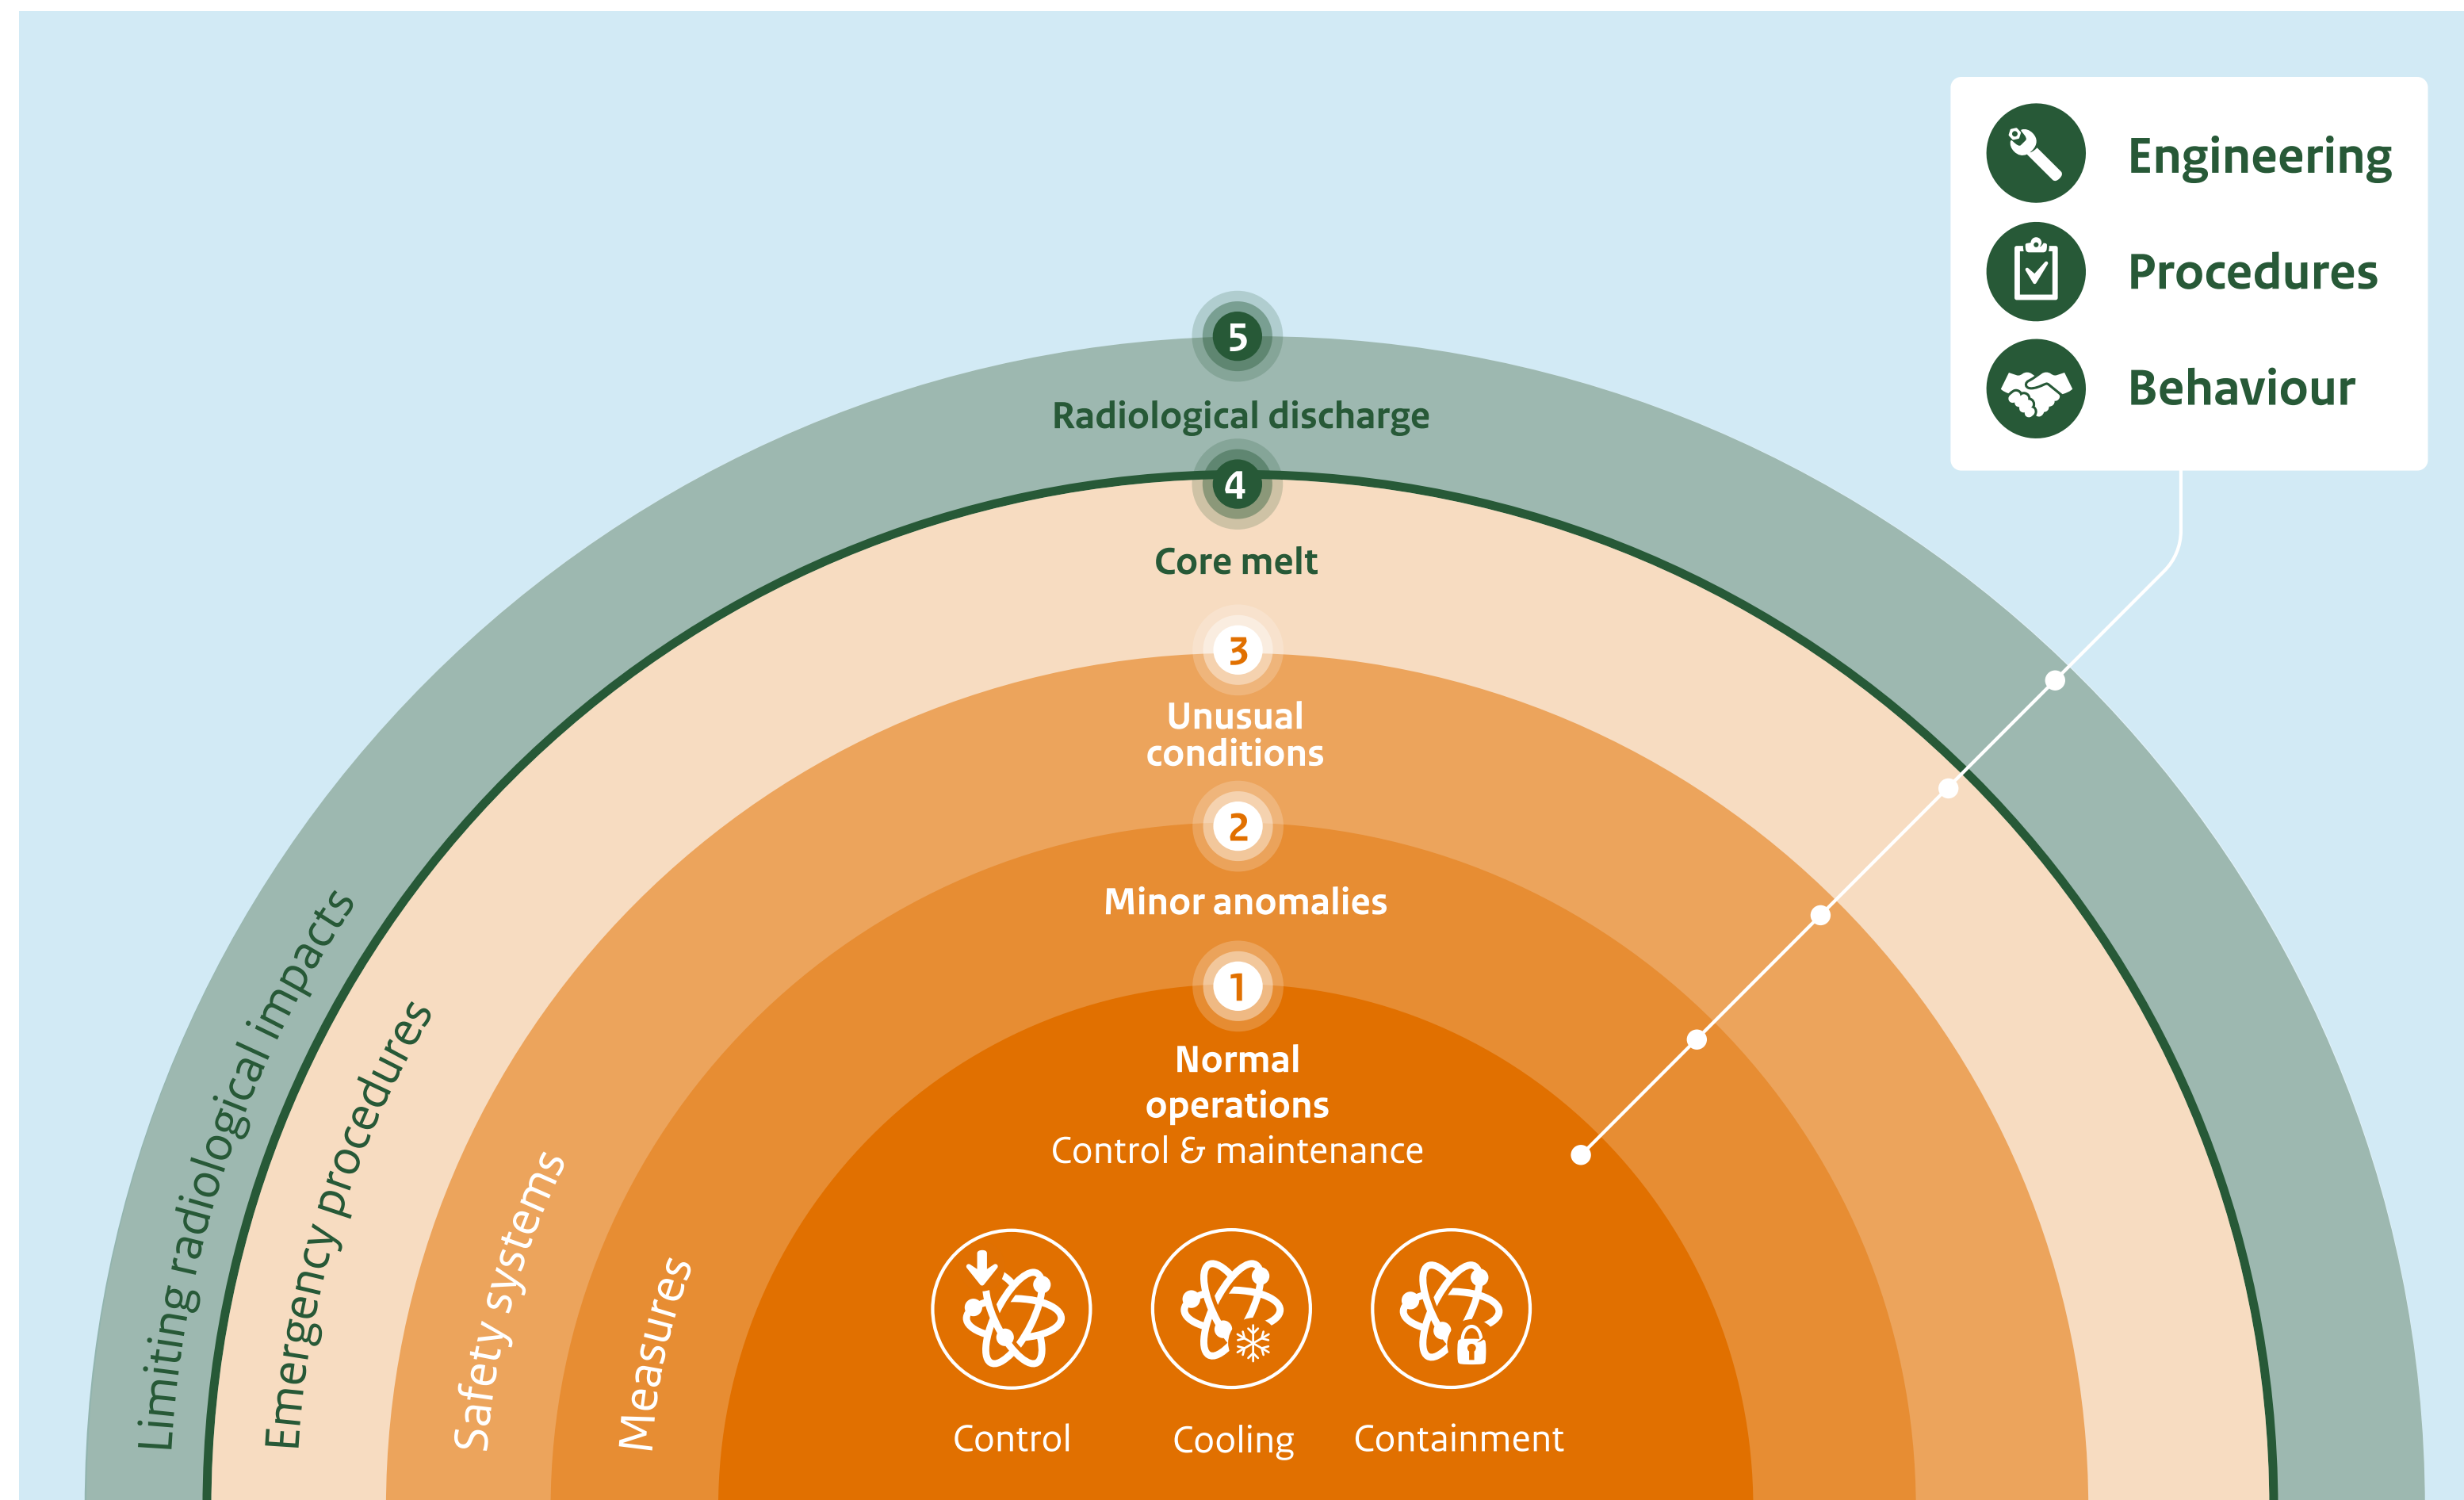 Engineering
Procedures
Behaviour
5
Radiological discharge
4
Core melt
3
Unusual
conditions
2
Minor anomalies
1
Normal
operations
Control & maintenance
Control
Cooling
Containment
Limiting radiological impacts
Emergency procedures
Safety systems
Measures